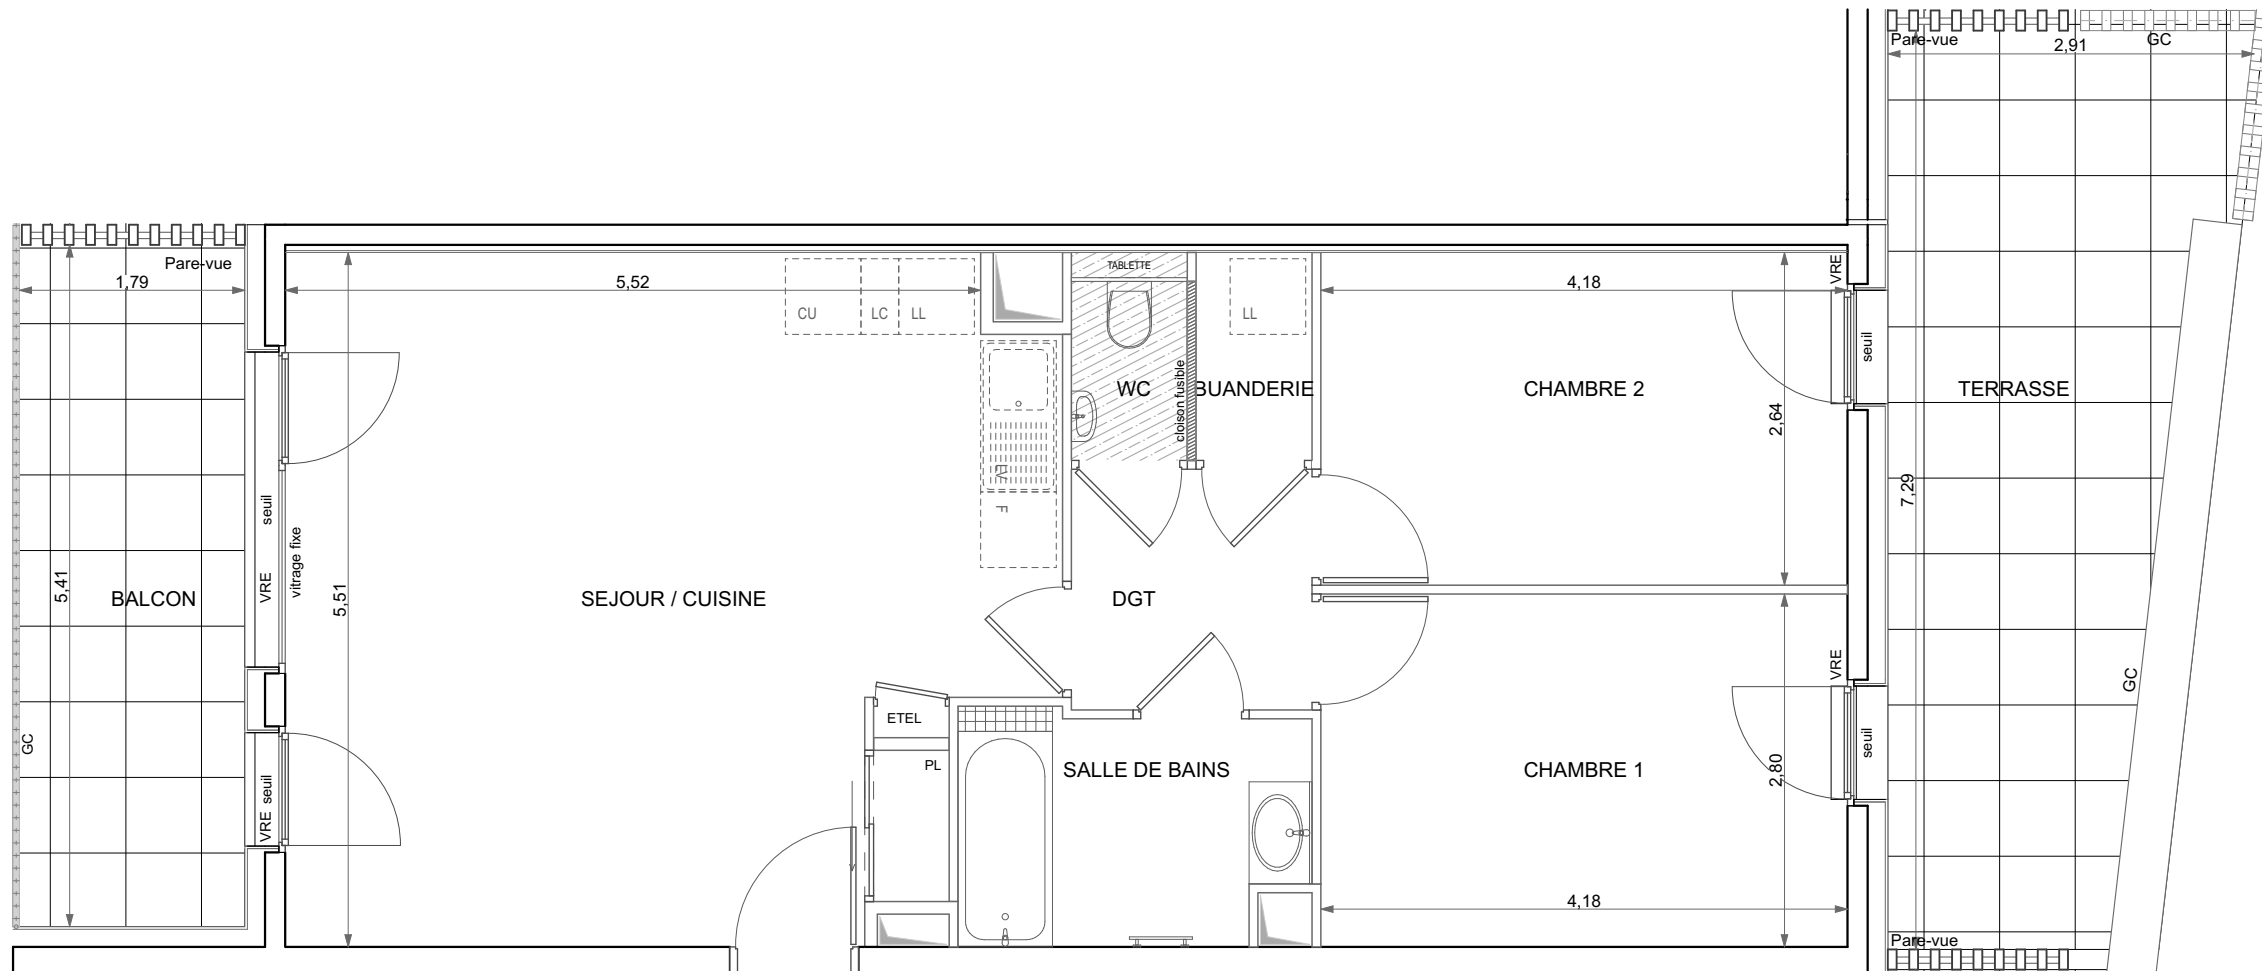 Pare-vue
2,91
GC
Pare-vue
1,79
5,52
TABLETTE
4,18
VRE
CU
LC
LL
LL
seuil
WC
cloison fusible
BUANDERIE
CHAMBRE 2
2,64
TERRASSE
LV
F
seuil
vitrage fixe
VRE
7,29
5,41
BALCON
5,51
SEJOUR / CUISINE
DGT
VRE
GC
ETEL
PL
GC
SALLE DE BAINS
CHAMBRE 1
2,80
seuil
seuil
VRE
4,18
Pare-vue